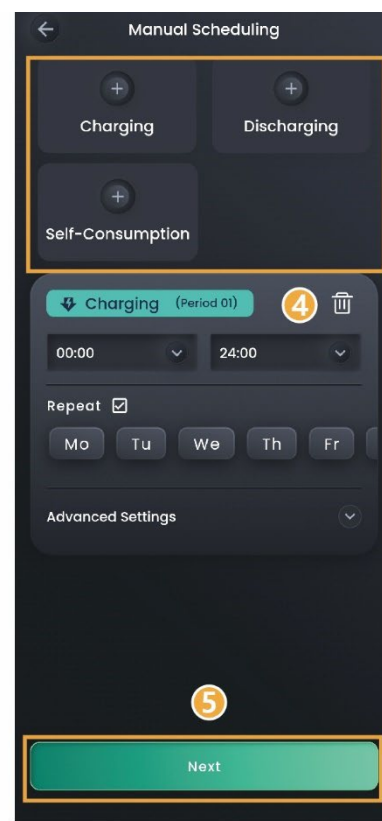 Manual Scheduling
Charging Discharging
Self-Consumption
Charging (Period 01) 4
00:00 24:00
Repeat
Mo Tu We Th Fr
Advanced Settings
5
Next